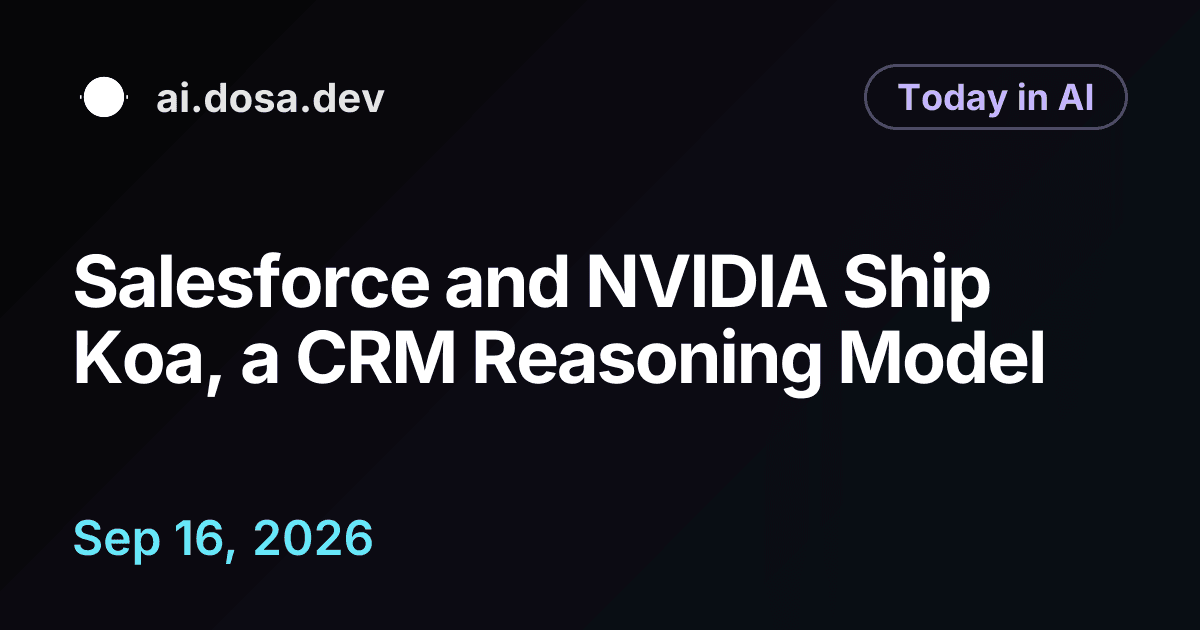 ai.dosa.dev
Today in AI
Salesforce and NVIDIA Ship
Koa, a CRM Reasoning Model
Sep 16, 2026